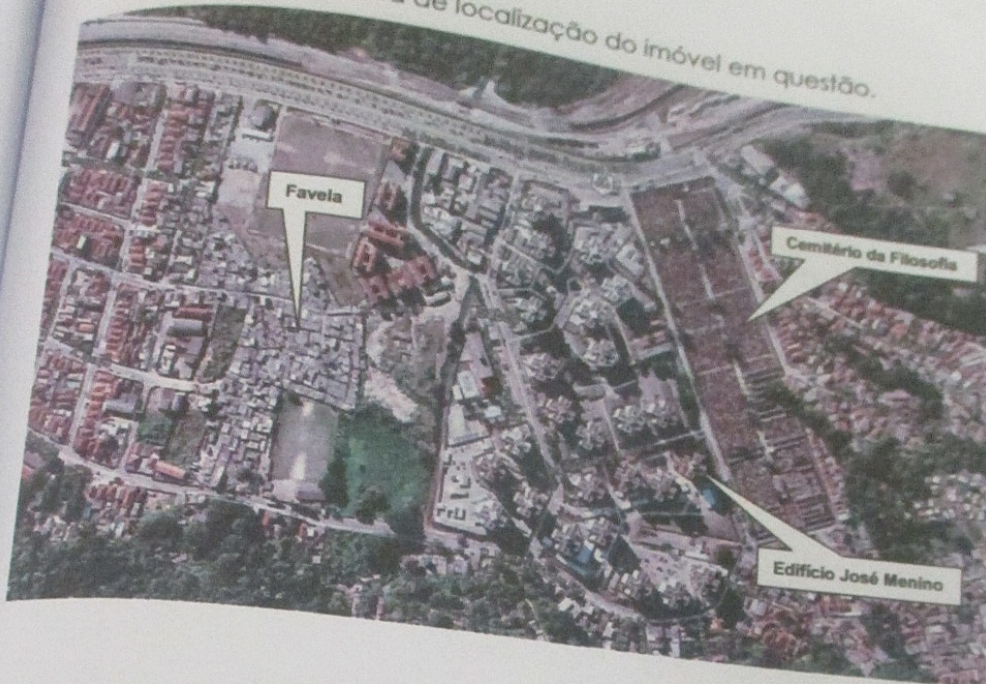 de localização do imóvel em questão.
Favela
Cemitério da Filosofia
Edifício José Menino